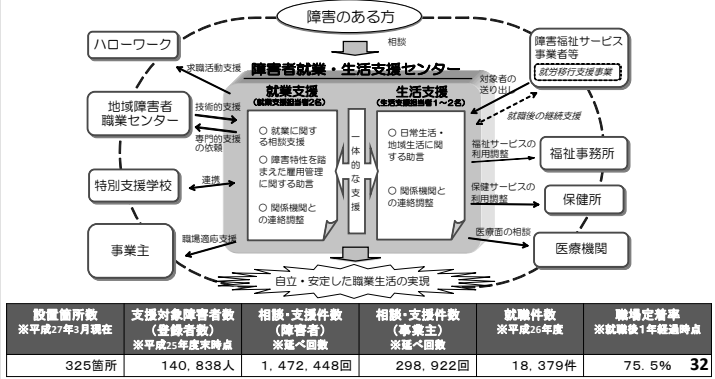 障害のある方
相談
ハローワーク
求職活動支援
地域障害者
職業センター
技術的支援
専門的支援
の依頼
特別支援学校
連携
事業主
職場適応支援
障害者就業・生活支援センター
就業支援
(就業支援担当者2名)
○ 就業に関す
る相談支援
○ 障害特性を踏
まえた雇用管理
に関する助言
○ 関係機関と
の連絡調整
一体的な支援
生活支援
(生活支援担当者1～2名)
○ 日常生活・
地域生活に関
する助言
○ 関係機関と
の連絡調整
対象者の
送り出し
障害福祉サービス
事業者等
就労移行支援事業
就職後の継続支援
福祉サービスの
利用調整
福祉事務所
保健サービスの
利用調整
保健所
医療面の相談
医療機関
自立・安定した職業生活の実現
設置箇所数
※平成27年3月現在
支援対象障害者数
(登録者数)
※平成25年度末時点
相談・支援件数
(障害者)
※延べ回数
相談・支援件数
(事業主)
※延べ回数
就職件数
※平成26年度
職場定着率
※就職後1年経過時点
325箇所
140, 838人
1, 472, 448回
298, 922回
18, 379件
75. 5%
32